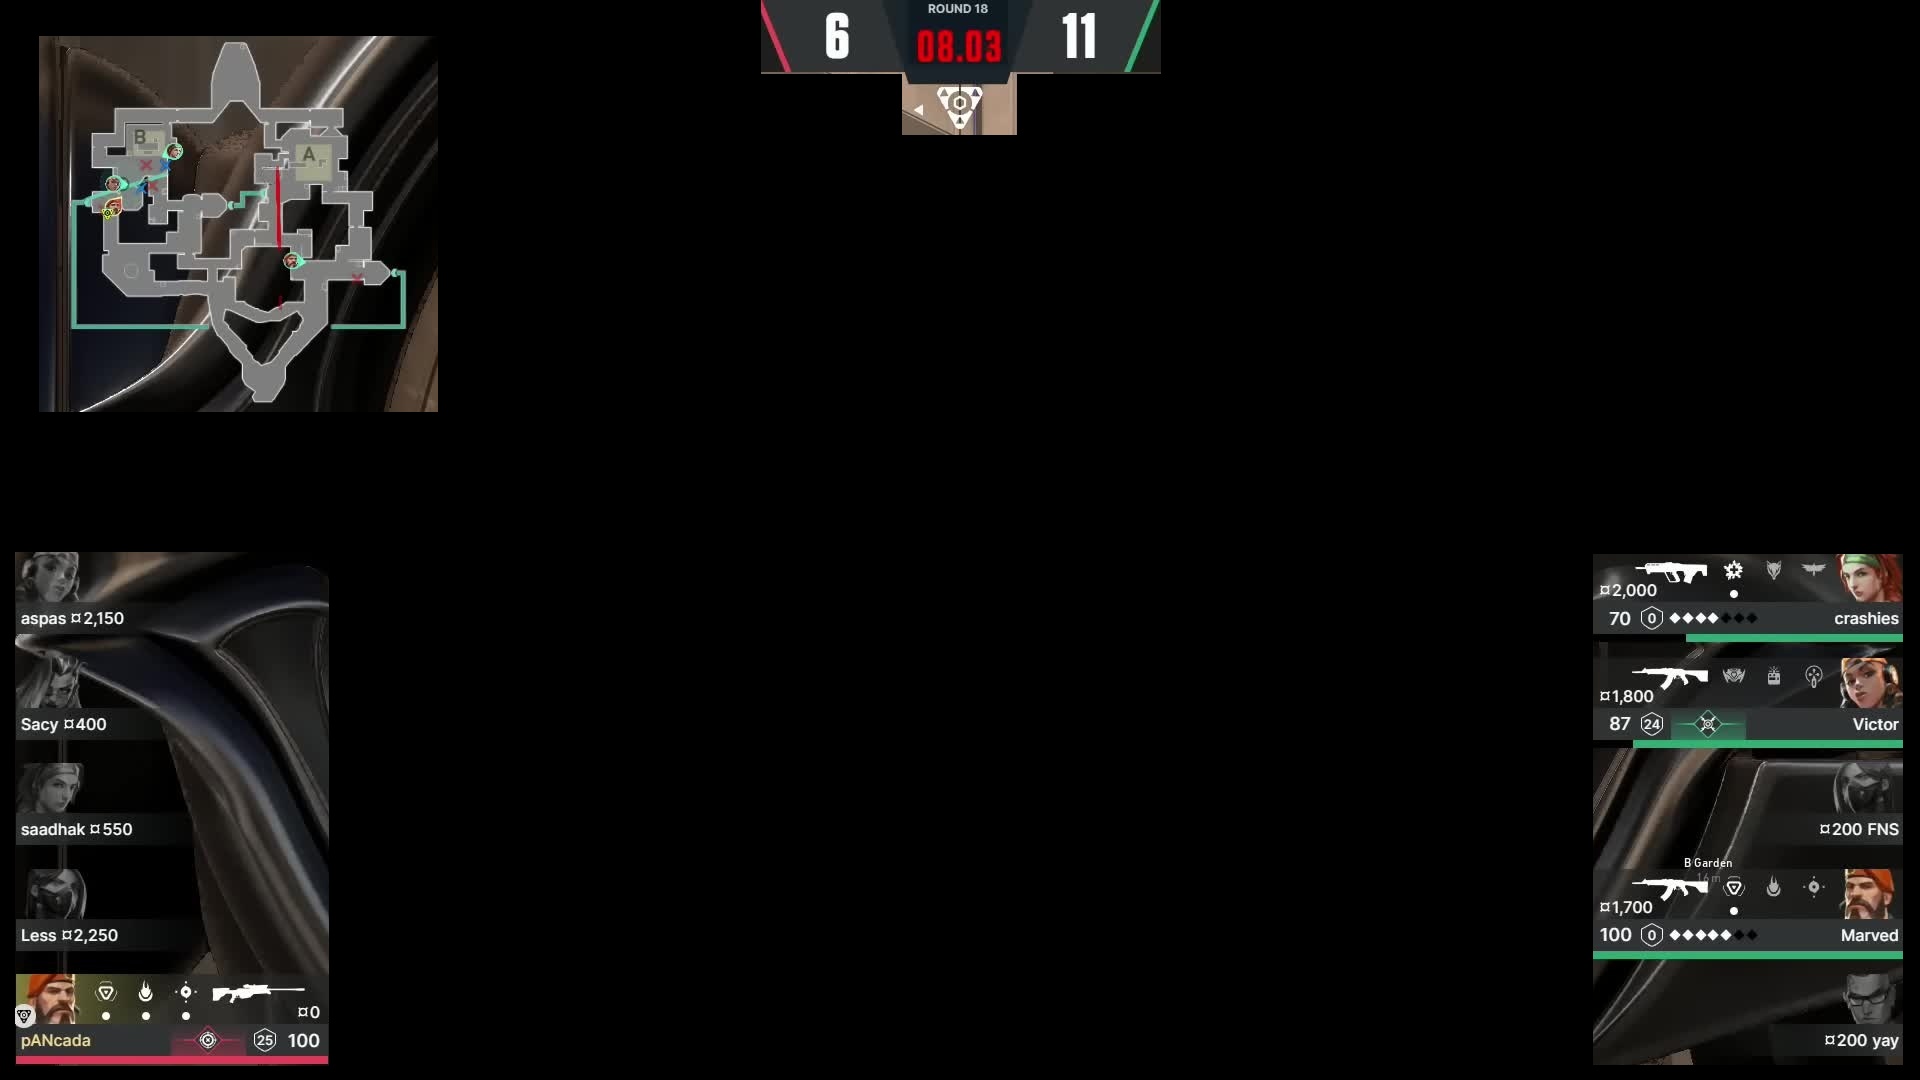 ROUND 18
6
08.03
11
B
A
aspas ¤2,150
Sacy ¤400
saadhak ¤550
Less ¤2,250
¤0
pANcada
25
100
¤2,000
70
0
crashies
¤1,800
87
24
Victor
¤200 FNS
B Garden
16m
¤1,700
100
0
Marved
¤200 yay